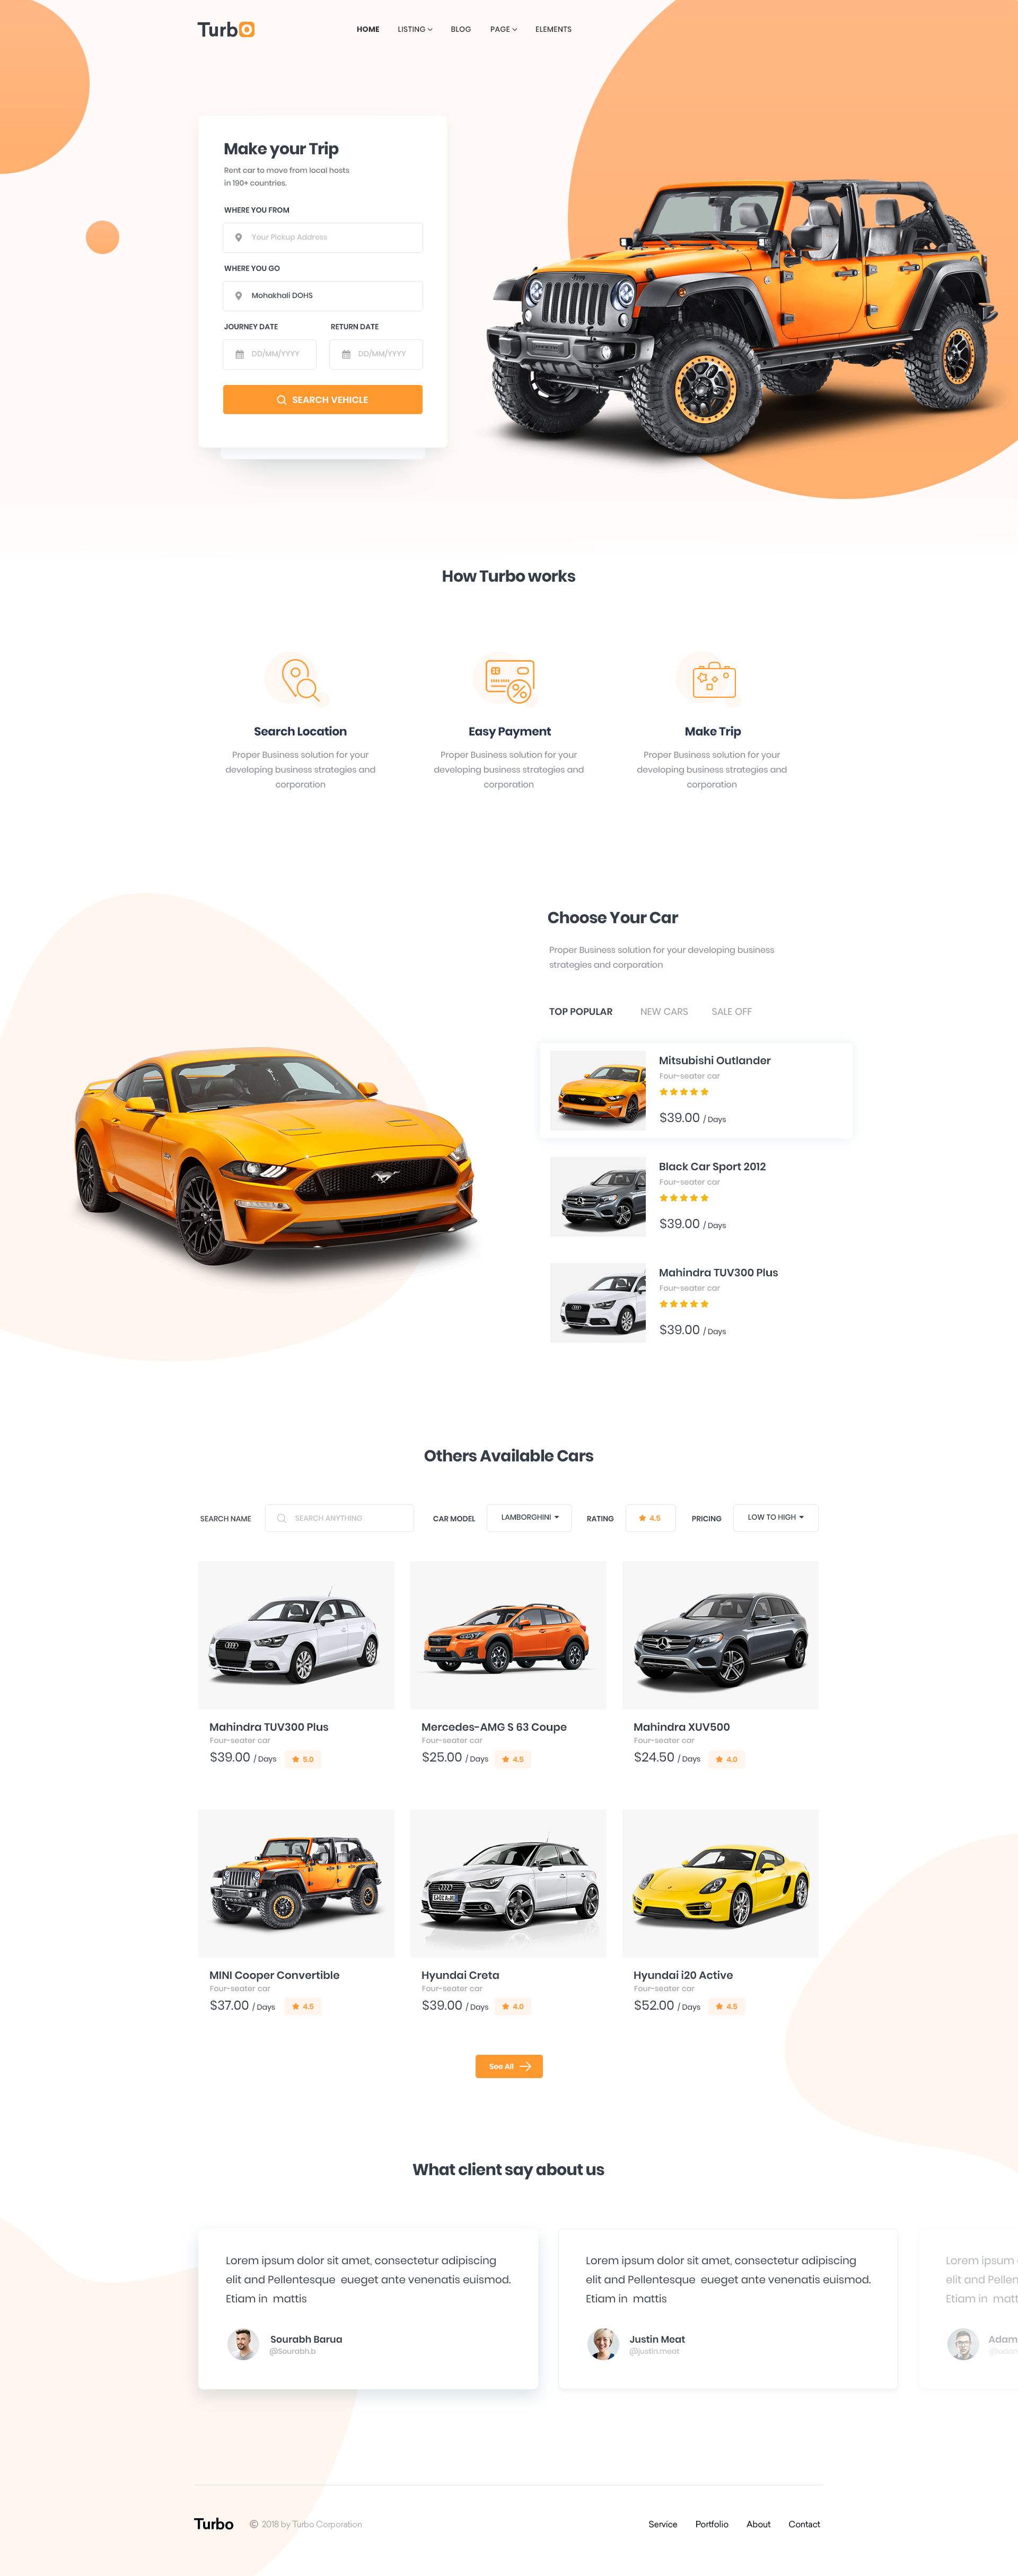 Turbo
HOME LISTING BLOG PAGE ELEMENTS
Make your Trip
Rent car to move from local hosts
in 190+ countries.
WHERE YOU FROM
Your Pickup Address
WHERE YOU GO
Mohakhali DOHS
JOURNEY DATE RETURN DATE
DD/MM/YYYY DD/MM/YYYY
SEARCH VEHICLE
How Turbo works
Search Location
Proper Business solution for your
developing business strategies and
corporation
Easy Payment
Proper Business solution for your
developing business strategies and
corporation
Make Trip
Proper Business solution for your
developing business strategies and
corporation
Choose Your Car
Proper Business solution for your developing business
strategies and corporation
TOP POPULAR NEW CARS SALE OFF
Mitsubishi Outlander
Four-seater car
$39.00 / Days
Black Car Sport 2012
Four-seater car
$39.00 / Days
Mahindra TUV300 Plus
Four-seater car
$39.00 / Days
Others Available Cars
SEARCH NAME SEARCH ANYTHING CAR MODEL LAMBORGHINI RATING 4.5 PRICING LOW TO HIGH
Mahindra TUV300 Plus
Four-seater car
$39.00 / Days 5.0
Mercedes-AMG S 63 Coupe
Four-seater car
$25.00 / Days 4.5
Mahindra XUV500
Four-seater car
$24.50 / Days 4.0
MINI Cooper Convertible
Four-seater car
$37.00 / Days 4.5
Hyundai Creta
Four-seater car
$39.00 / Days 4.0
Hyundai i20 Active
Four-seater car
$52.00 / Days 4.5
See All
What client say about us
Lorem ipsum dolor sit amet, consectetur adipiscing
elit and Pellentesque eueget ante venenatis euismod.
Etiam in mattis
Sourabh Barua
@Sourabh.b
Lorem ipsum dolor sit amet, consectetur adipiscing
elit and Pellentesque eueget ante venenatis euismod.
Etiam in mattis
Justin Meat
@justin.meat
Lorem ipsum
elit and Pellen
Etiam in matt
Adam
Turbo © 2018 by Turbo Corporation
Service Portfolio About Contact